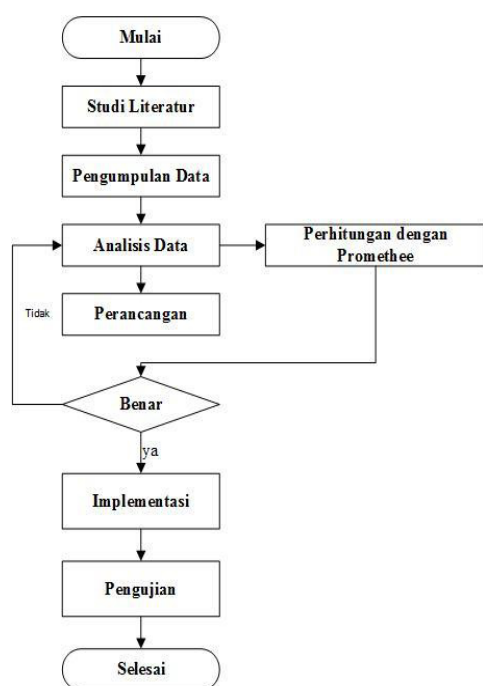 Mulai
Studi Literatur
Pengumpulan Data
Analisis Data
Perhitungan dengan
Promethee
Tidak
Perancangan
Benar
ya
Implementasi
Pengujian
Selesai